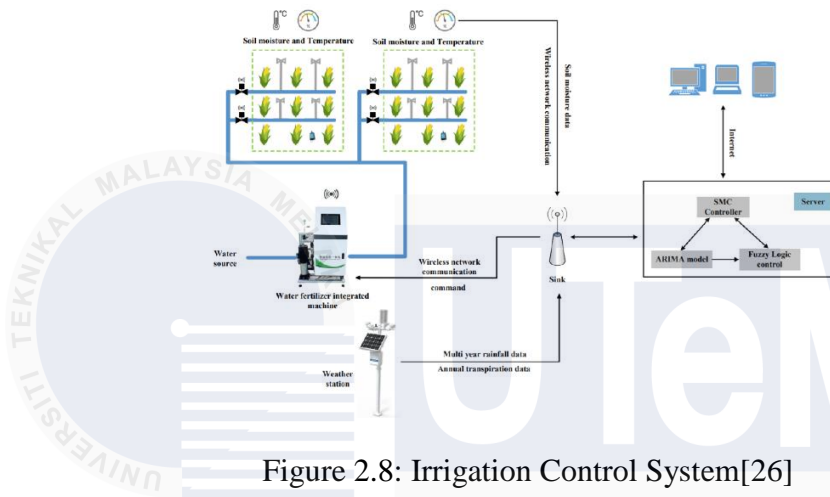 °C
°C
Soil moisture and Temperature
Soil moisture and Temperature
Soil moisture data
Wireless network communication
Internet
SMC
Controller
Server
ARIMA model
Fuzzy Logic
control
Water
source
Wireless network
communication
command
Sink
Water fertilizer integrated
machine
Weather
station
Multi year rainfall data
Annual transpiration data
UNIVERSITI TEKNIKAL MALAYSIA ME
UTeM
Figure 2.8: Irrigation Control System[26]